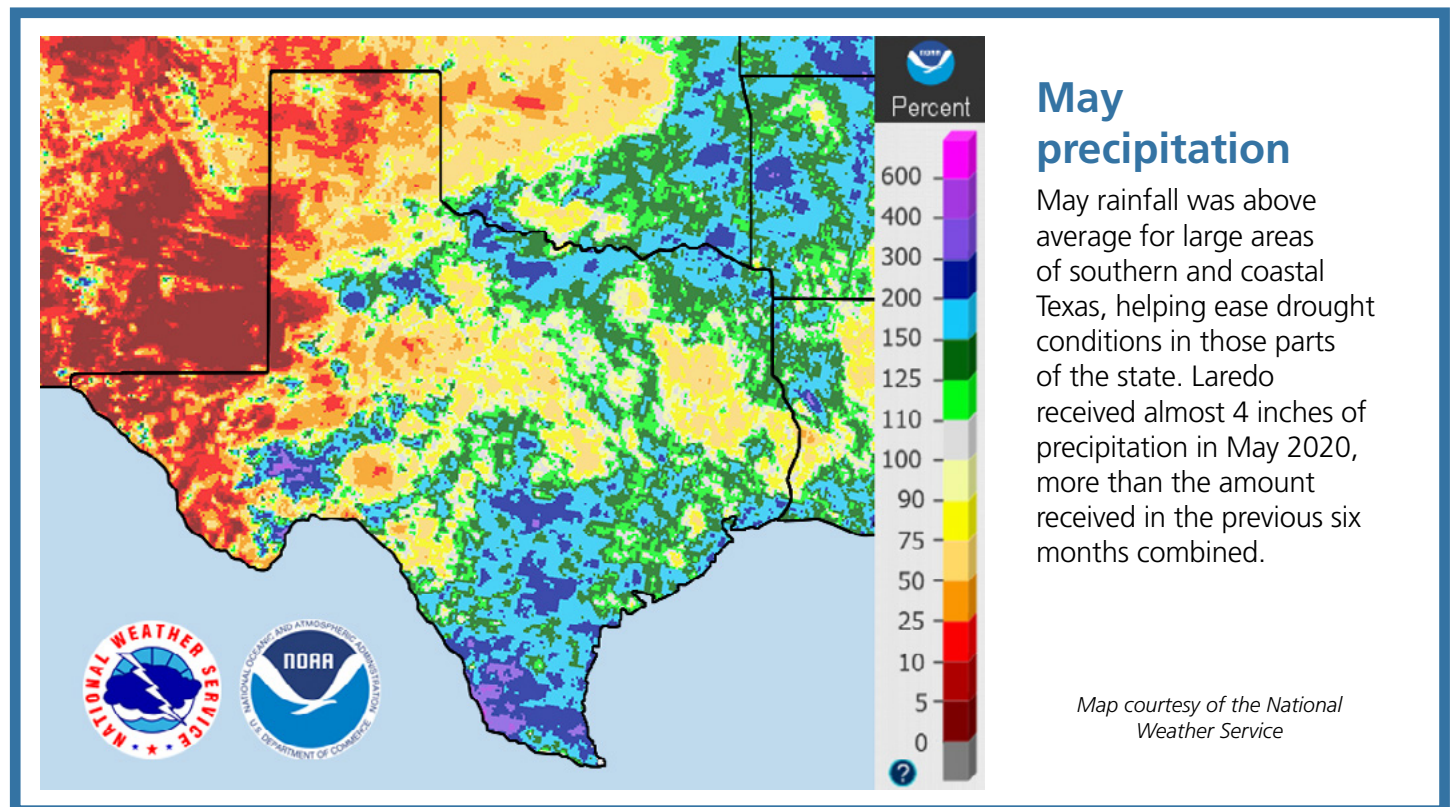 NOAA
Percent
600
400
300
200
150
125
110
100
90
75
50
25
10
5
0
?
NATIONAL WEATHER SERVICE
NATIONAL OCEANIC AND ATMOSPHERIC ADMINISTRATION
NOAA
U.S. DEPARTMENT OF COMMERCE
May
precipitation
May rainfall was above
average for large areas
of southern and coastal
Texas, helping ease drought
conditions in those parts
of the state. Laredo
received almost 4 inches of
precipitation in May 2020,
more than the amount
received in the previous six
months combined.
Map courtesy of the National
Weather Service